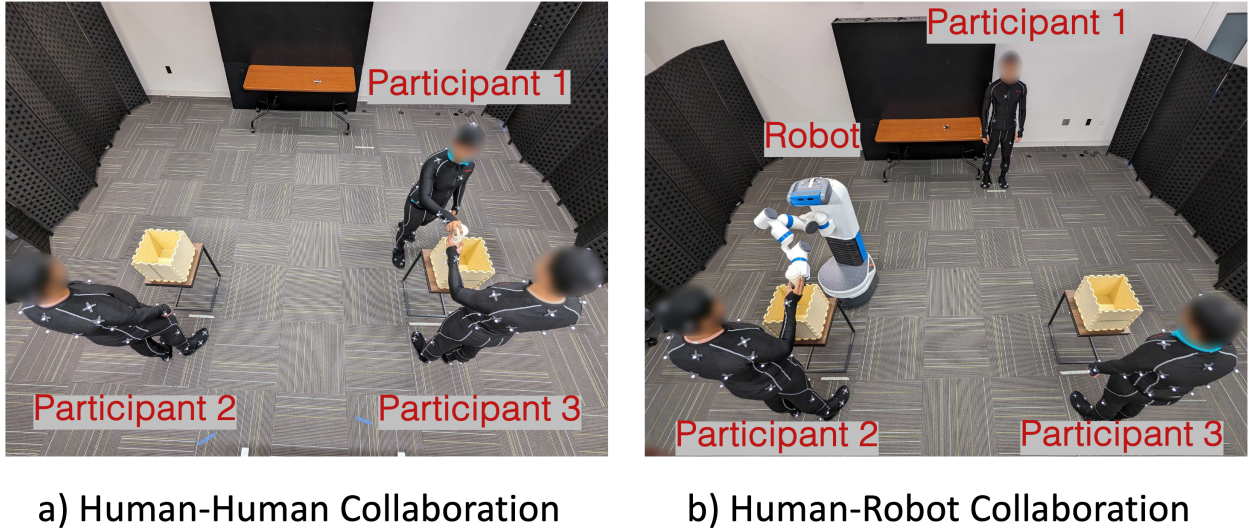 Participant 1
Participant 2
Participant 3
a) Human-Human Collaboration
Participant 1
Robot
Participant 2
Participant 3
b) Human-Robot Collaboration